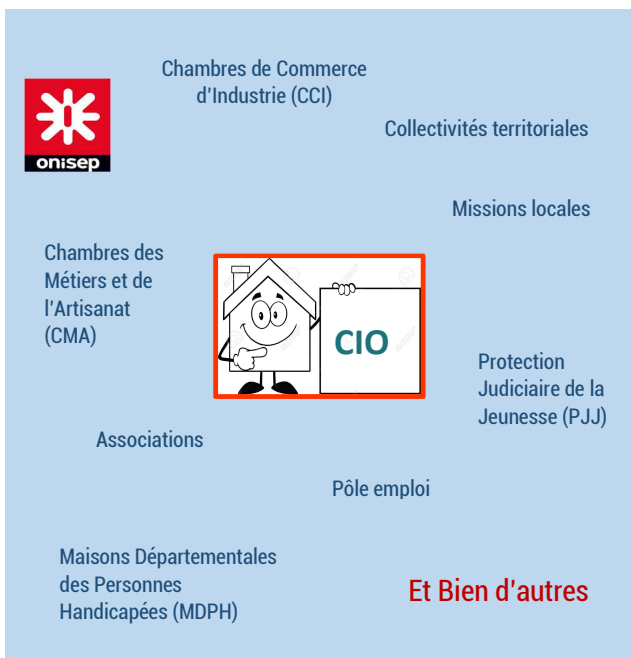 Chambres de Commerce
d'Industrie (CCI)
onisep
Collectivités territoriales
Missions locales
Chambres des
Métiers et de
l'Artisanat
(CMA)
CIO
Protection
Judiciaire de la
Jeunesse (PJJ)
Associations
Pôle emploi
Maisons Départementales
des Personnes
Handicapées (MDPH)
Et Bien d'autres